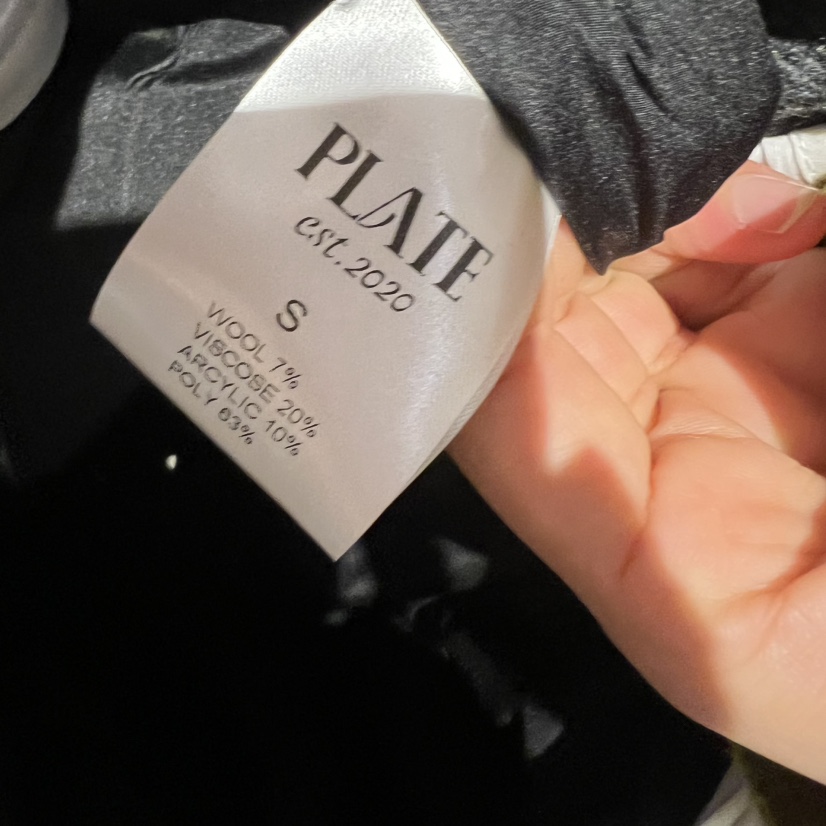 PLATE
est.2020
S
WOOL 7%
VISCOSE 20%
ARCYLIC 10%
POLY 63%